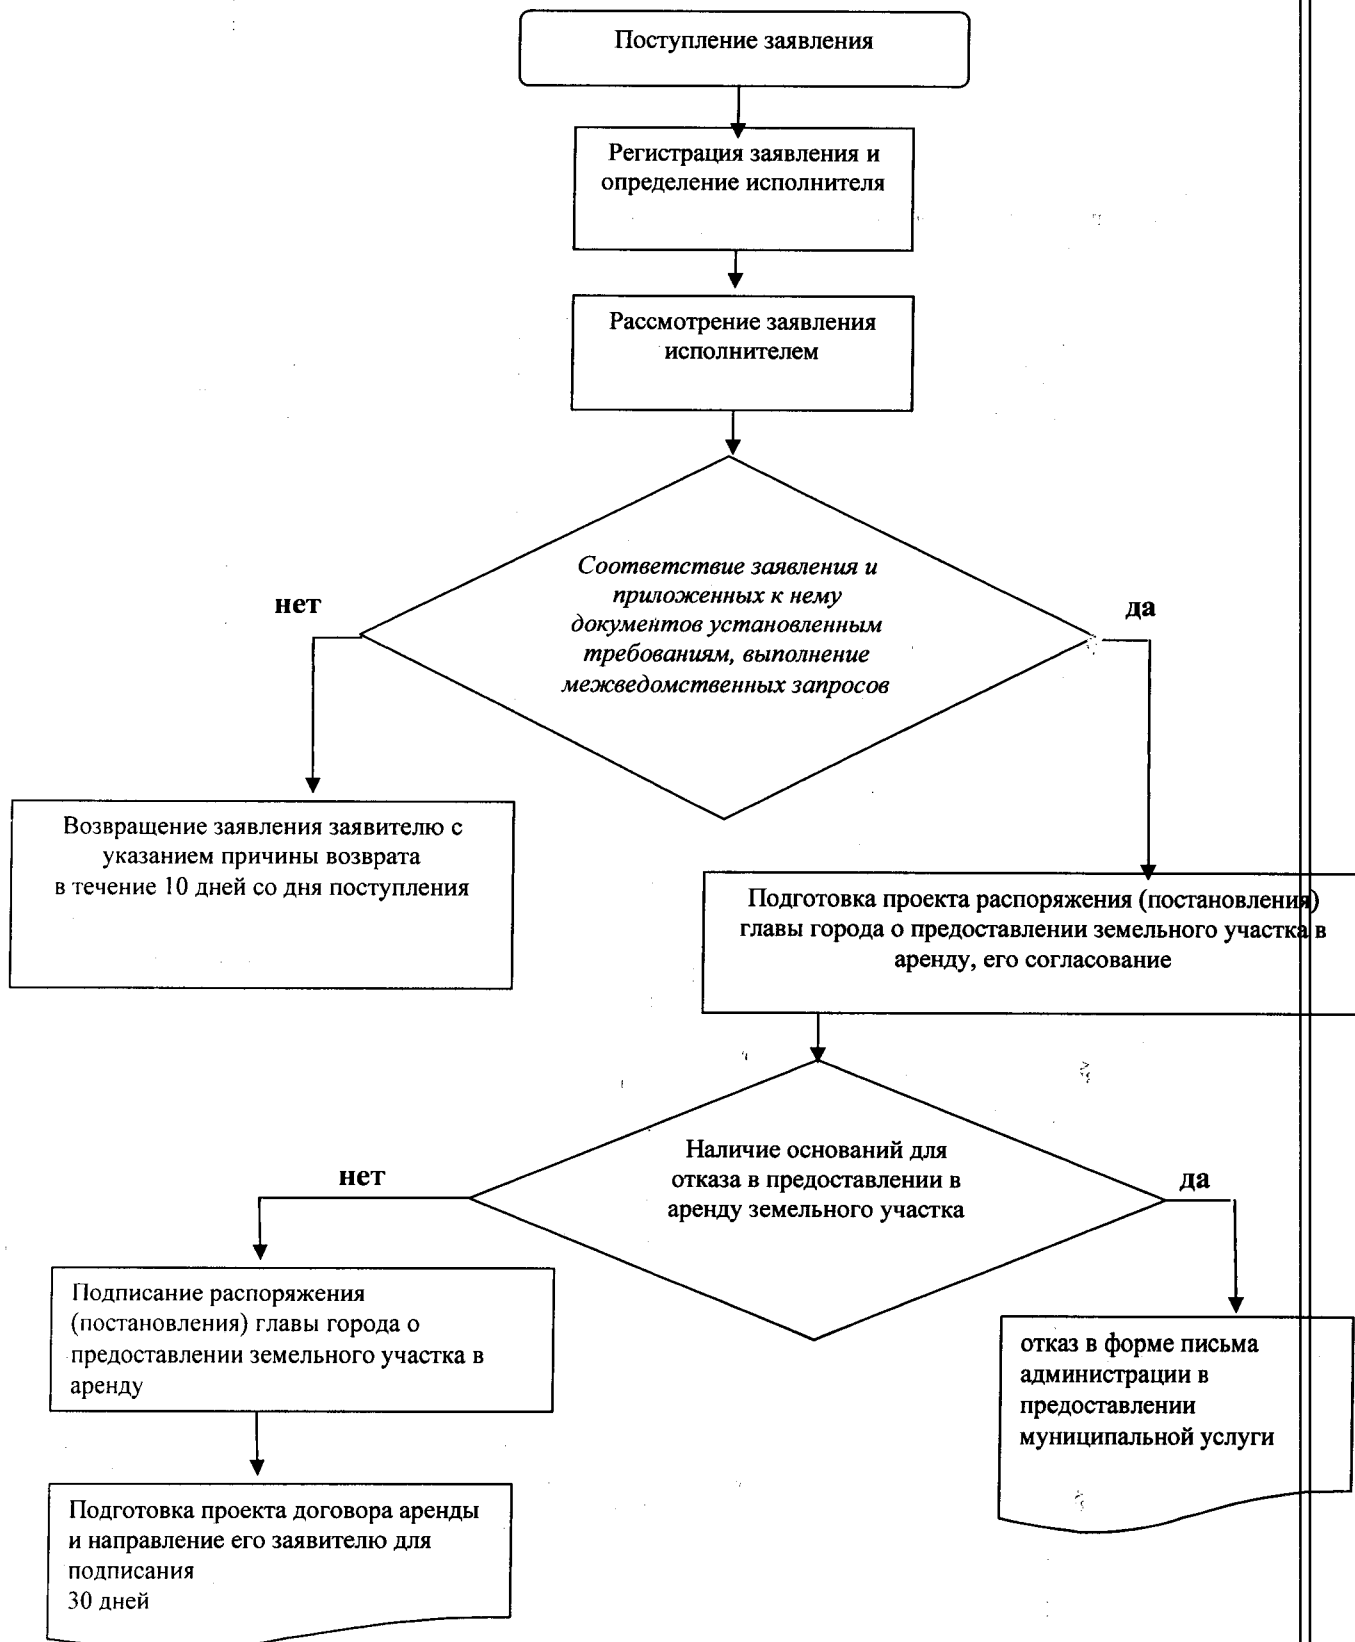 Поступление заявления
Регистрация заявления и
определение исполнителя
Рассмотрение заявления
исполнителем
Соответствие заявления и
приложенных к нему
документов установленным
требованиям, выполнение
межведомственных запросов
нет
да
Возвращение заявления заявителю с
указанием причины возврата
в течение 10 дней со дня поступления
Подготовка проекта распоряжения (постановления)
главы города о предоставлении земельного участка в
аренду, его согласование
Наличие оснований для
отказа в предоставлении в
аренду земельного участка
нет
да
Подписание распоряжения
(постановления) главы города о
предоставлении земельного участка в
аренду
отказ в форме письма
администрации в
предоставлении
муниципальной услуги
Подготовка проекта договора аренды
и направление его заявителю для
подписания
30 дней